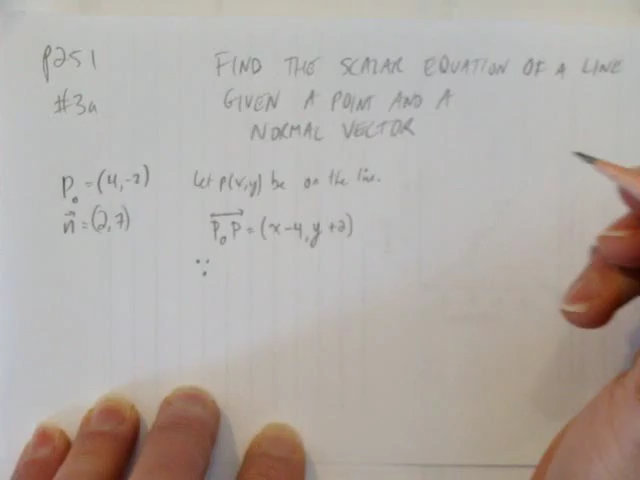 p251
#3a
FIND THE SCALAR EQUATION OF A LINE
GIVEN A POINT AND A
NORMAL VECTOR
P₀ = (4,-2)
n⃗ = (2,7)
Let P(x,y) be on the line.
P₀P = (x-4, y+2)
∵